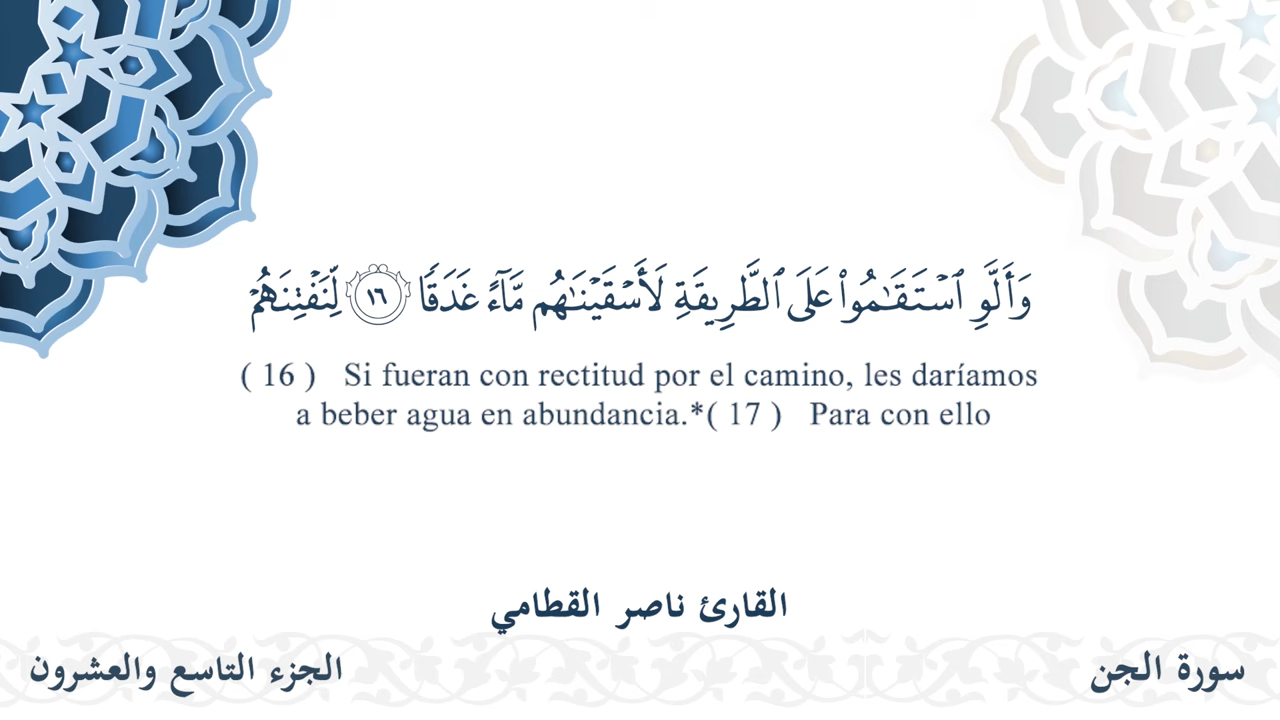 وَأَلَّوِ ٱسْتَقَـٰمُوا۟ عَلَى ٱلطَّرِيقَةِ لَأَسْقَيْنَـٰهُم مَّآءً غَدَقًا ١٦ لِّنَفْتِنَهُمْ
( 16 ) Si fueran con rectitud por el camino, les daríamos
a beber agua en abundancia.*( 17 ) Para con ello
القارئ ناصر القطامي
سورة الجن
الجزء التاسع والعشرون